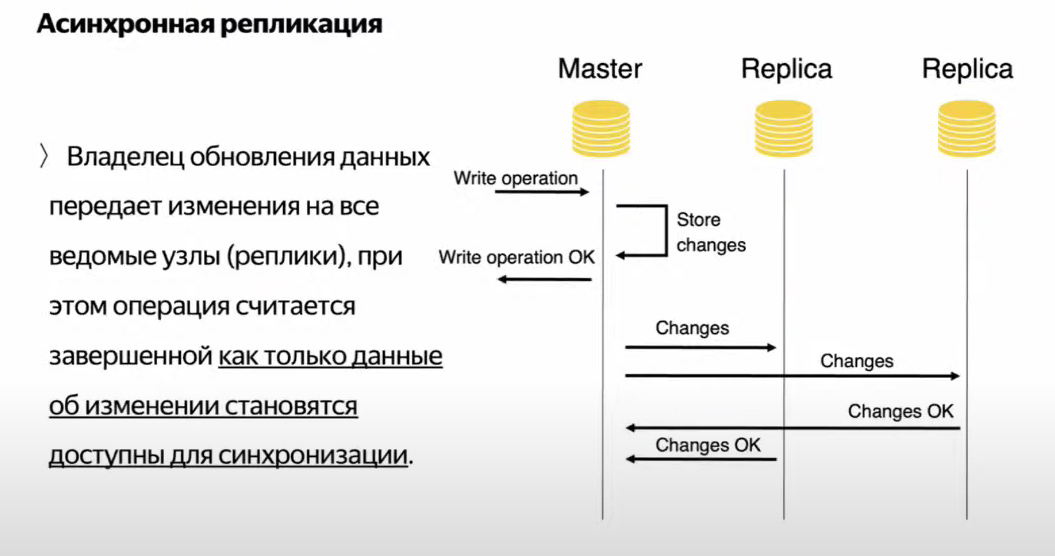 Асинхронная репликация
Master
Replica
Replica
〉 Владелец обновления данных
передает изменения на все
ведомые узлы (реплики), при
этом операция считается
завершенной как только данные
об изменении становятся
доступны для синхронизации.
Write operation
Store
changes
Write operation OK
Changes
Changes
Changes OK
Changes OK